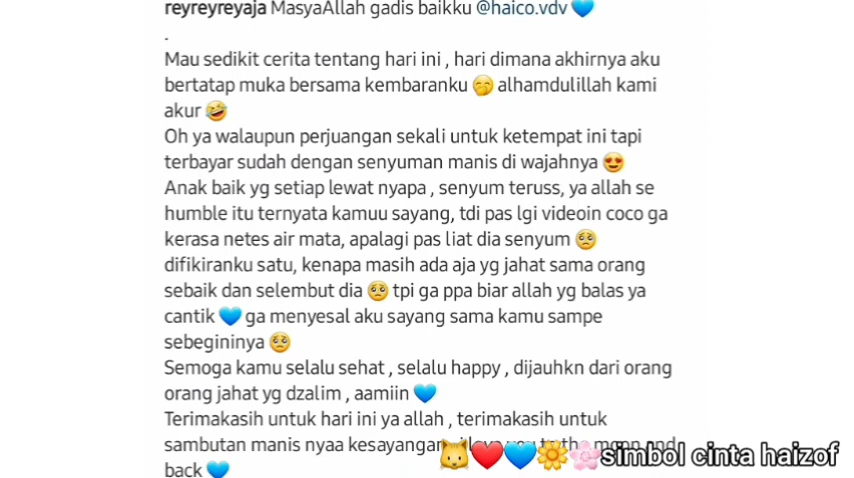 reyreyreyaja MasyaAllah gadis baikku @haico.vdv 💙
.
Mau sedikit cerita tentang hari ini , hari dimana akhirnya aku
bertatap muka bersama kembaranku 🤭 alhamdulillah kami
akur 🤣
Oh ya walaupun perjuangan sekali untuk ketempat ini tapi
terbayar sudah dengan senyuman manis di wajahnya 😍
Anak baik yg setiap lewat nyapa , senyum teruss, ya allah se
humble itu ternyata kamuu sayang, tdi pas lgi videoin coco ga
kerasa netes air mata, apalagi pas liat dia senyum 🥺
difikiranku satu, kenapa masih ada aja yg jahat sama orang
sebaik dan selembut dia 🥺 tpi ga ppa biar allah yg balas ya
cantik 💙 ga menyesal aku sayang sama kamu sampe
sebegininya 🥺
Semoga kamu selalu sehat , selalu happy , dijauhkn dari orang
orang jahat yg dzalim , aamiin 💙
Terimakasih untuk hari ini ya allah , terimakasih untuk
sambutan manis nyaa kesayangan
back 💙
🐱❤️💙🌼🌸simbol cinta haizof